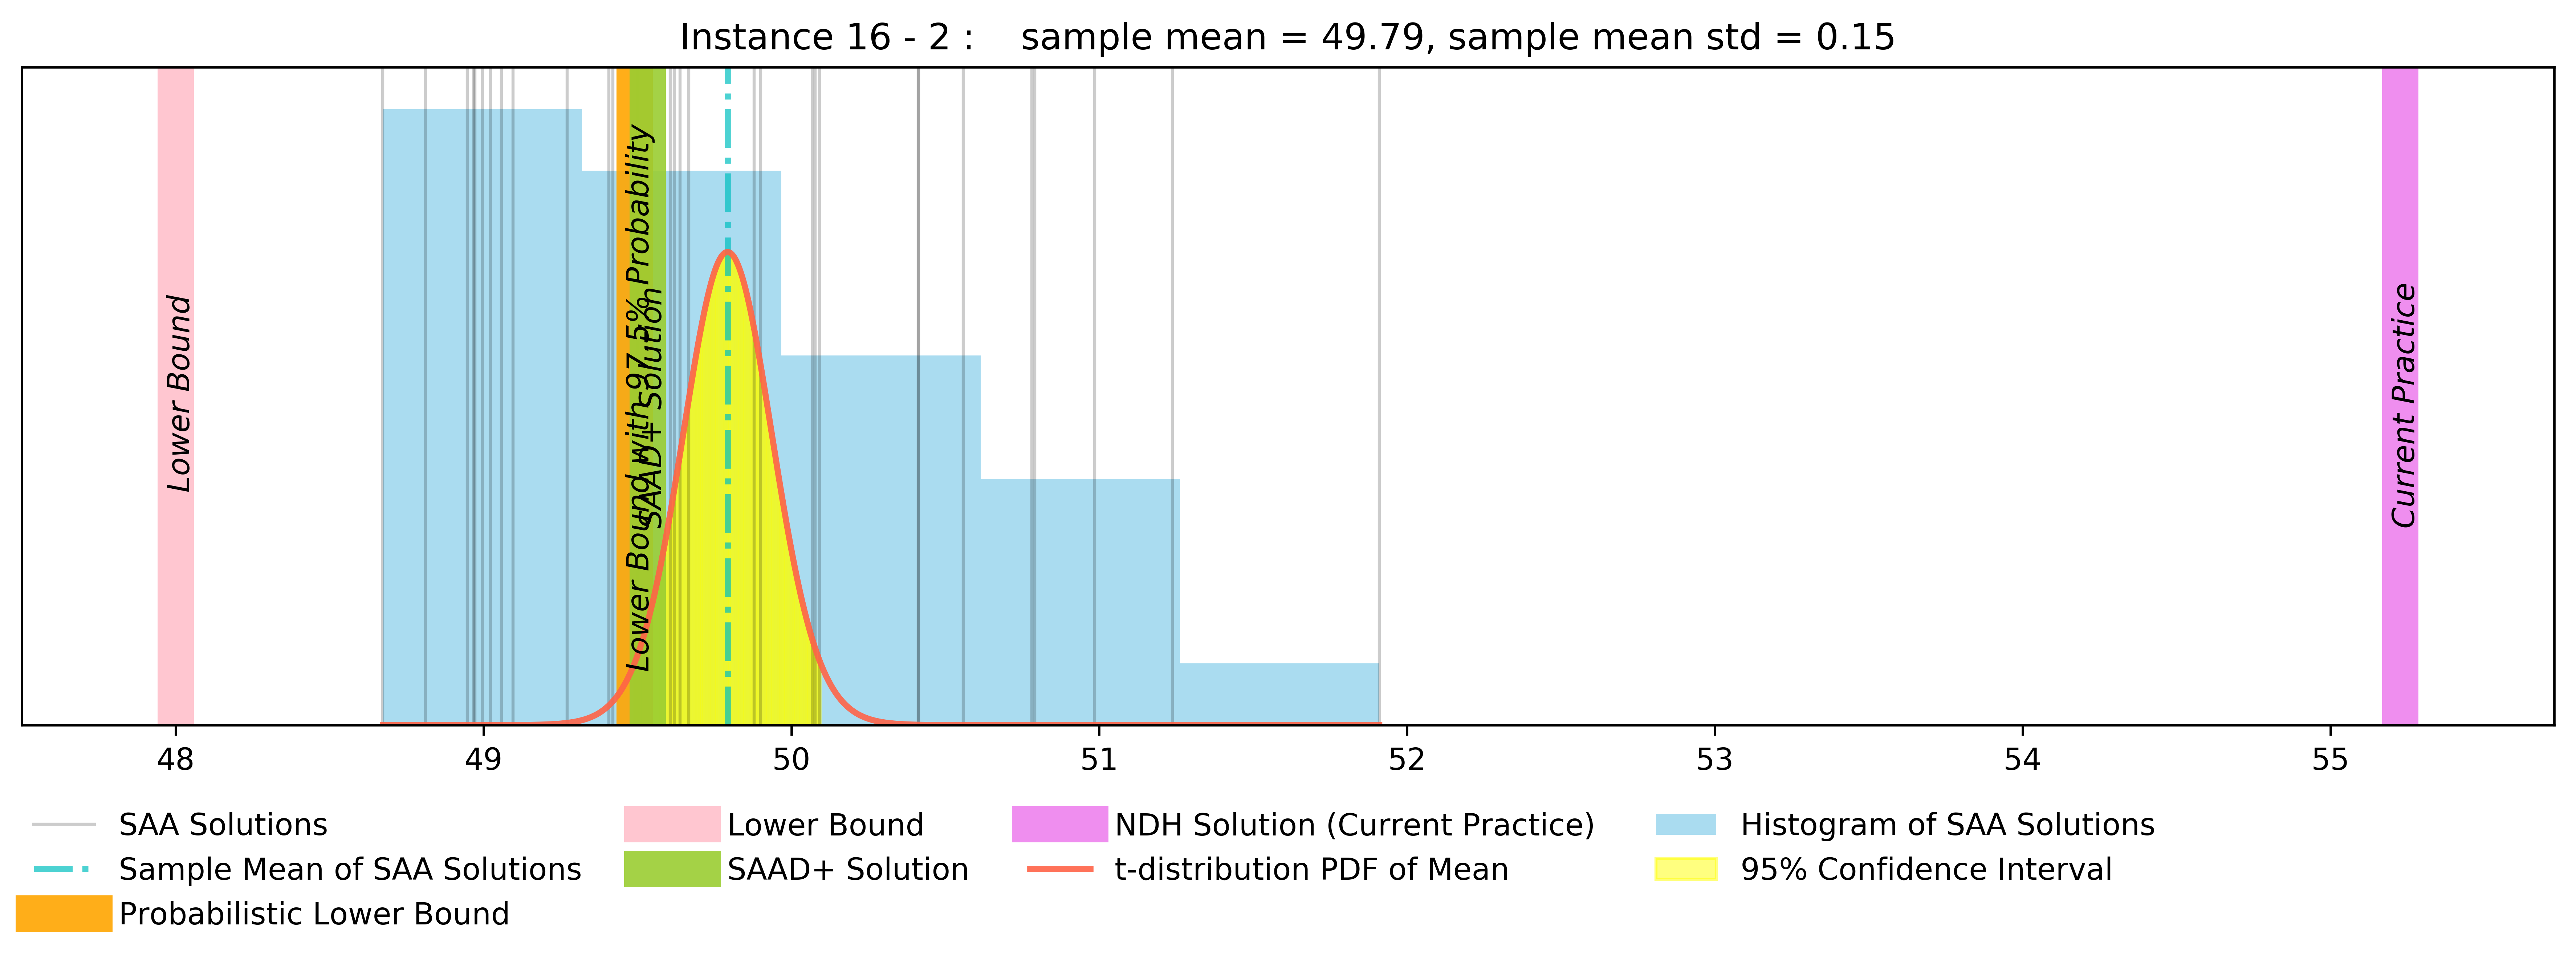 Instance 16 - 2 :    sample mean = 49.79, sample mean std = 0.15
Lower Bound
Lower Bound with 97.5% Probability
SAAD+ Solution
Current Practice
48 49 50 51 52 53 54 55
SAA Solutions
Sample Mean of SAA Solutions
Probabilistic Lower Bound
Lower Bound
SAAD+ Solution
NDH Solution (Current Practice)
t-distribution PDF of Mean
Histogram of SAA Solutions
95% Confidence Interval